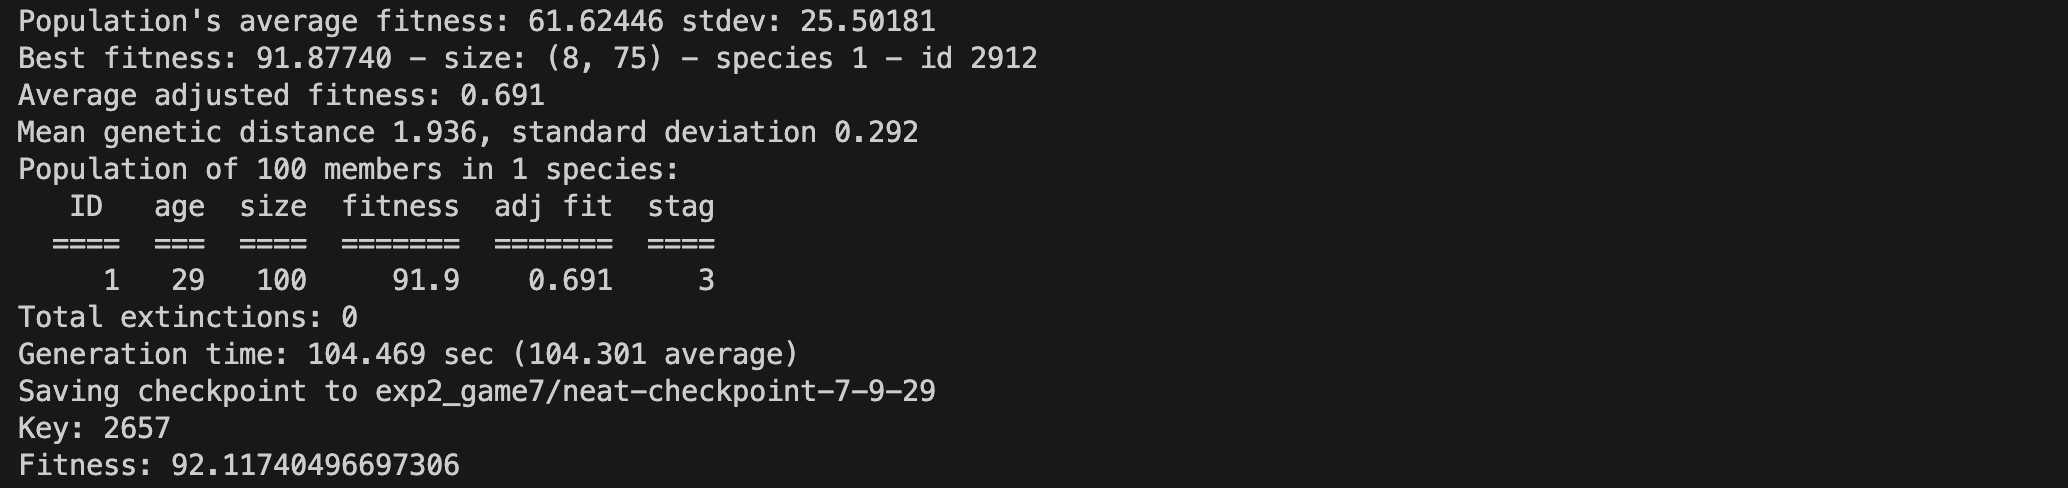 Population's average fitness: 61.62446 stdev: 25.50181
Best fitness: 91.87740 - size: (8, 75) - species 1 - id 2912
Average adjusted fitness: 0.691
Mean genetic distance 1.936, standard deviation 0.292
Population of 100 members in 1 species:
   ID   age  size  fitness  adj fit  stag
  ====  ===  ====  =======  =======  ====
     1   29   100     91.9    0.691     3
Total extinctions: 0
Generation time: 104.469 sec (104.301 average)
Saving checkpoint to exp2_game7/neat-checkpoint-7-9-29
Key: 2657
Fitness: 92.11740496697306